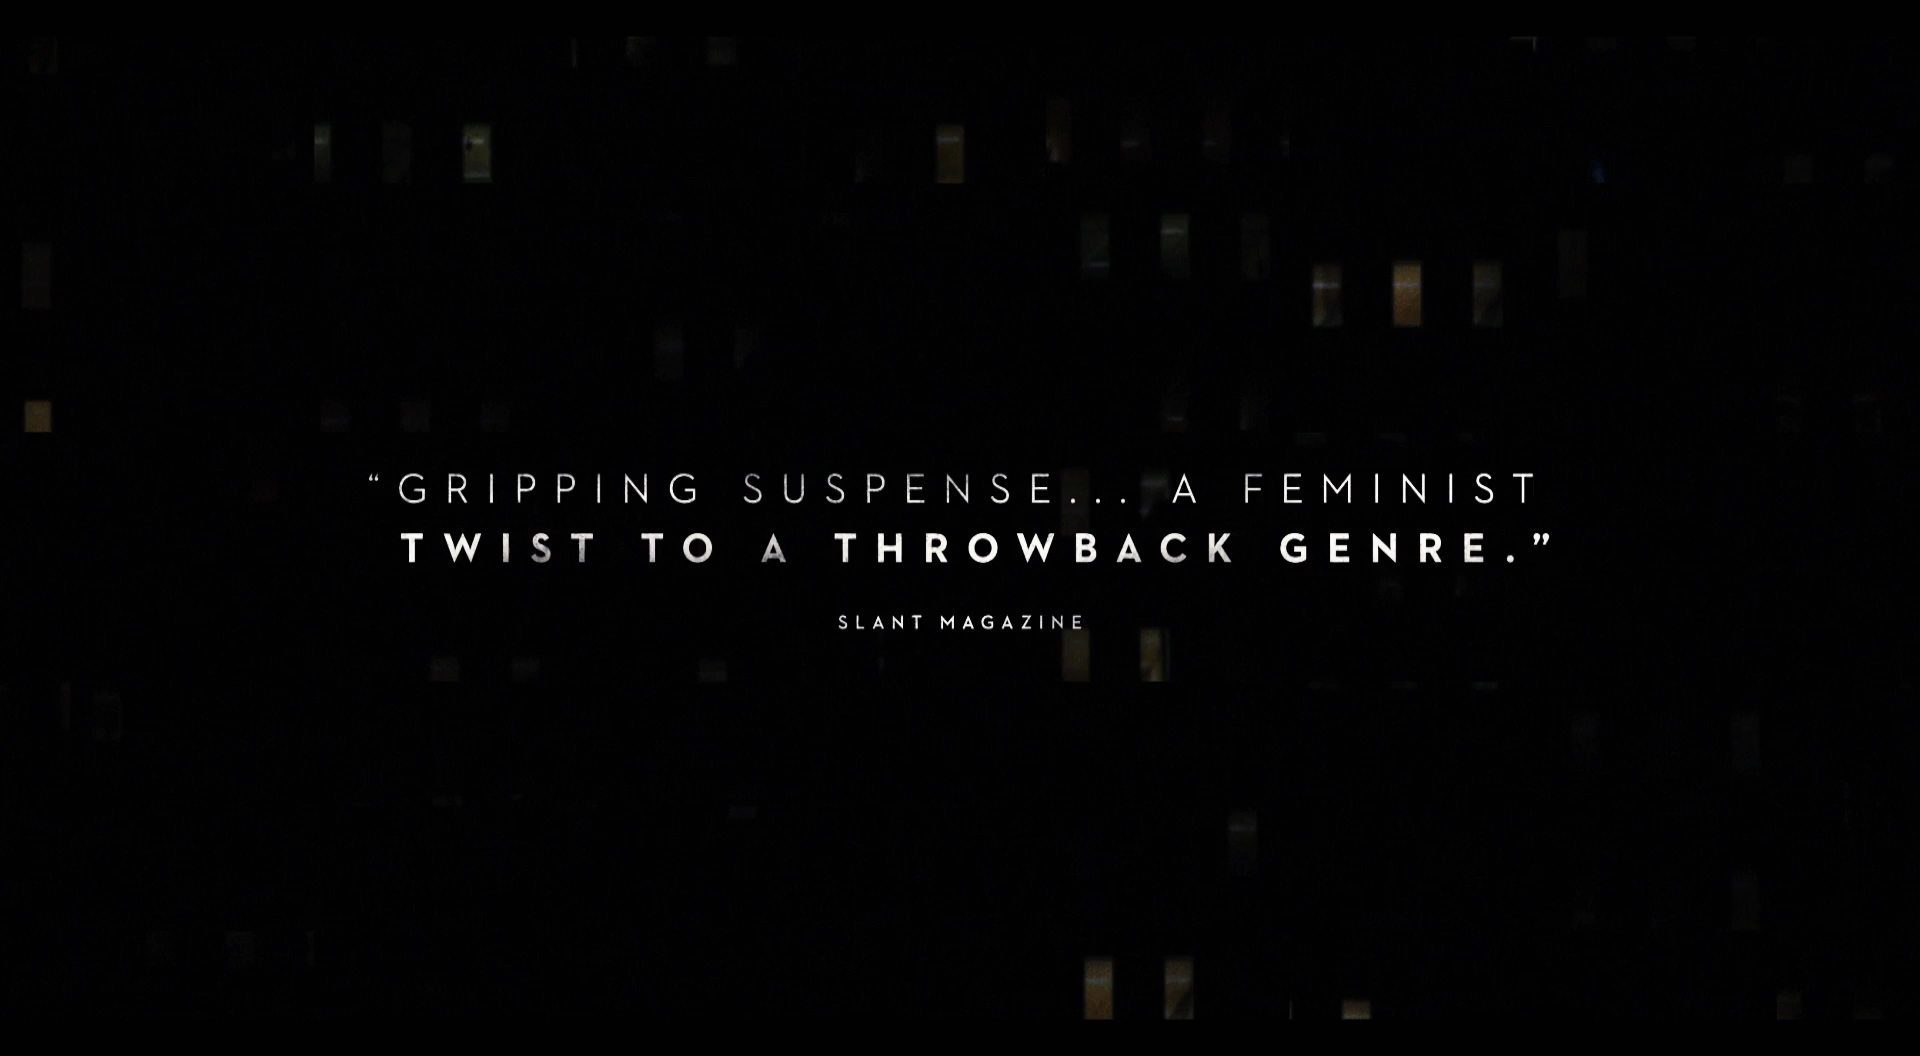 “GRIPPING SUSPENSE... A FEMINIST
TWIST TO A THROWBACK GENRE.”
SLANT MAGAZINE